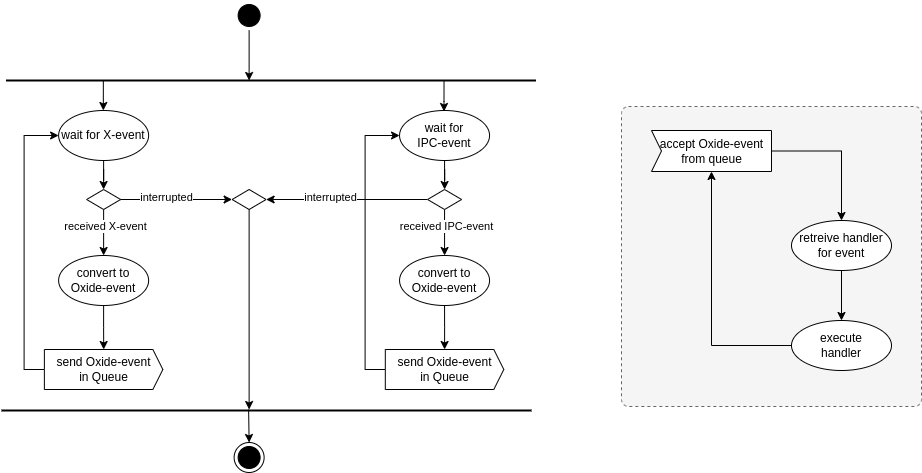 wait for X-event
interrupted
received X-event
convert to
Oxide-event
send Oxide-event
in Queue
wait for
IPC-event
interrupted
received IPC-event
convert to
Oxide-event
send Oxide-event
in Queue
accept Oxide-event
from queue
retreive handler
for event
execute
handler